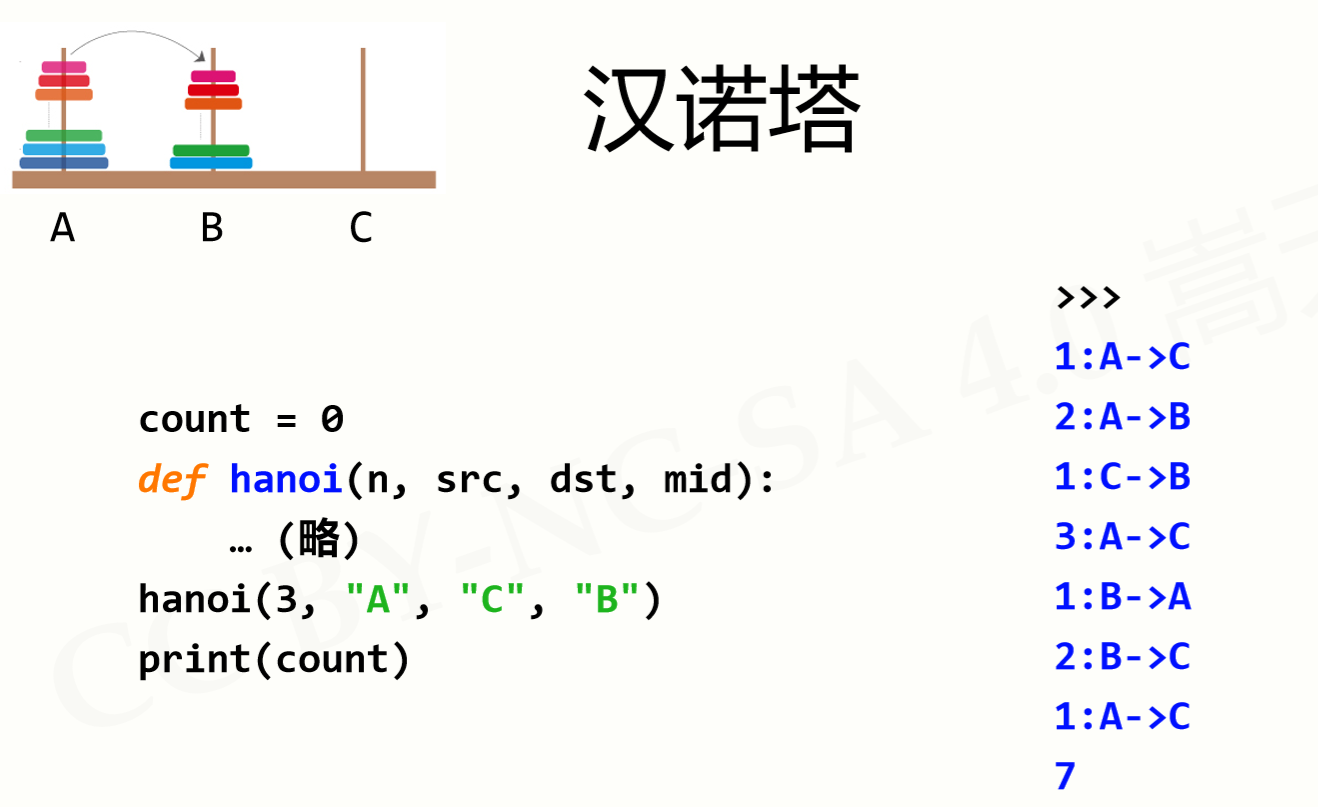 汉诺塔
A B C
count = 0
def hanoi(n, src, dst, mid):
… (略)
hanoi(3, "A", "C", "B")
print(count)
>>>
1:A->C
2:A->B
1:C->B
3:A->C
1:B->A
2:B->C
1:A->C
7
CC BY-NC SA 4.0 嵩天